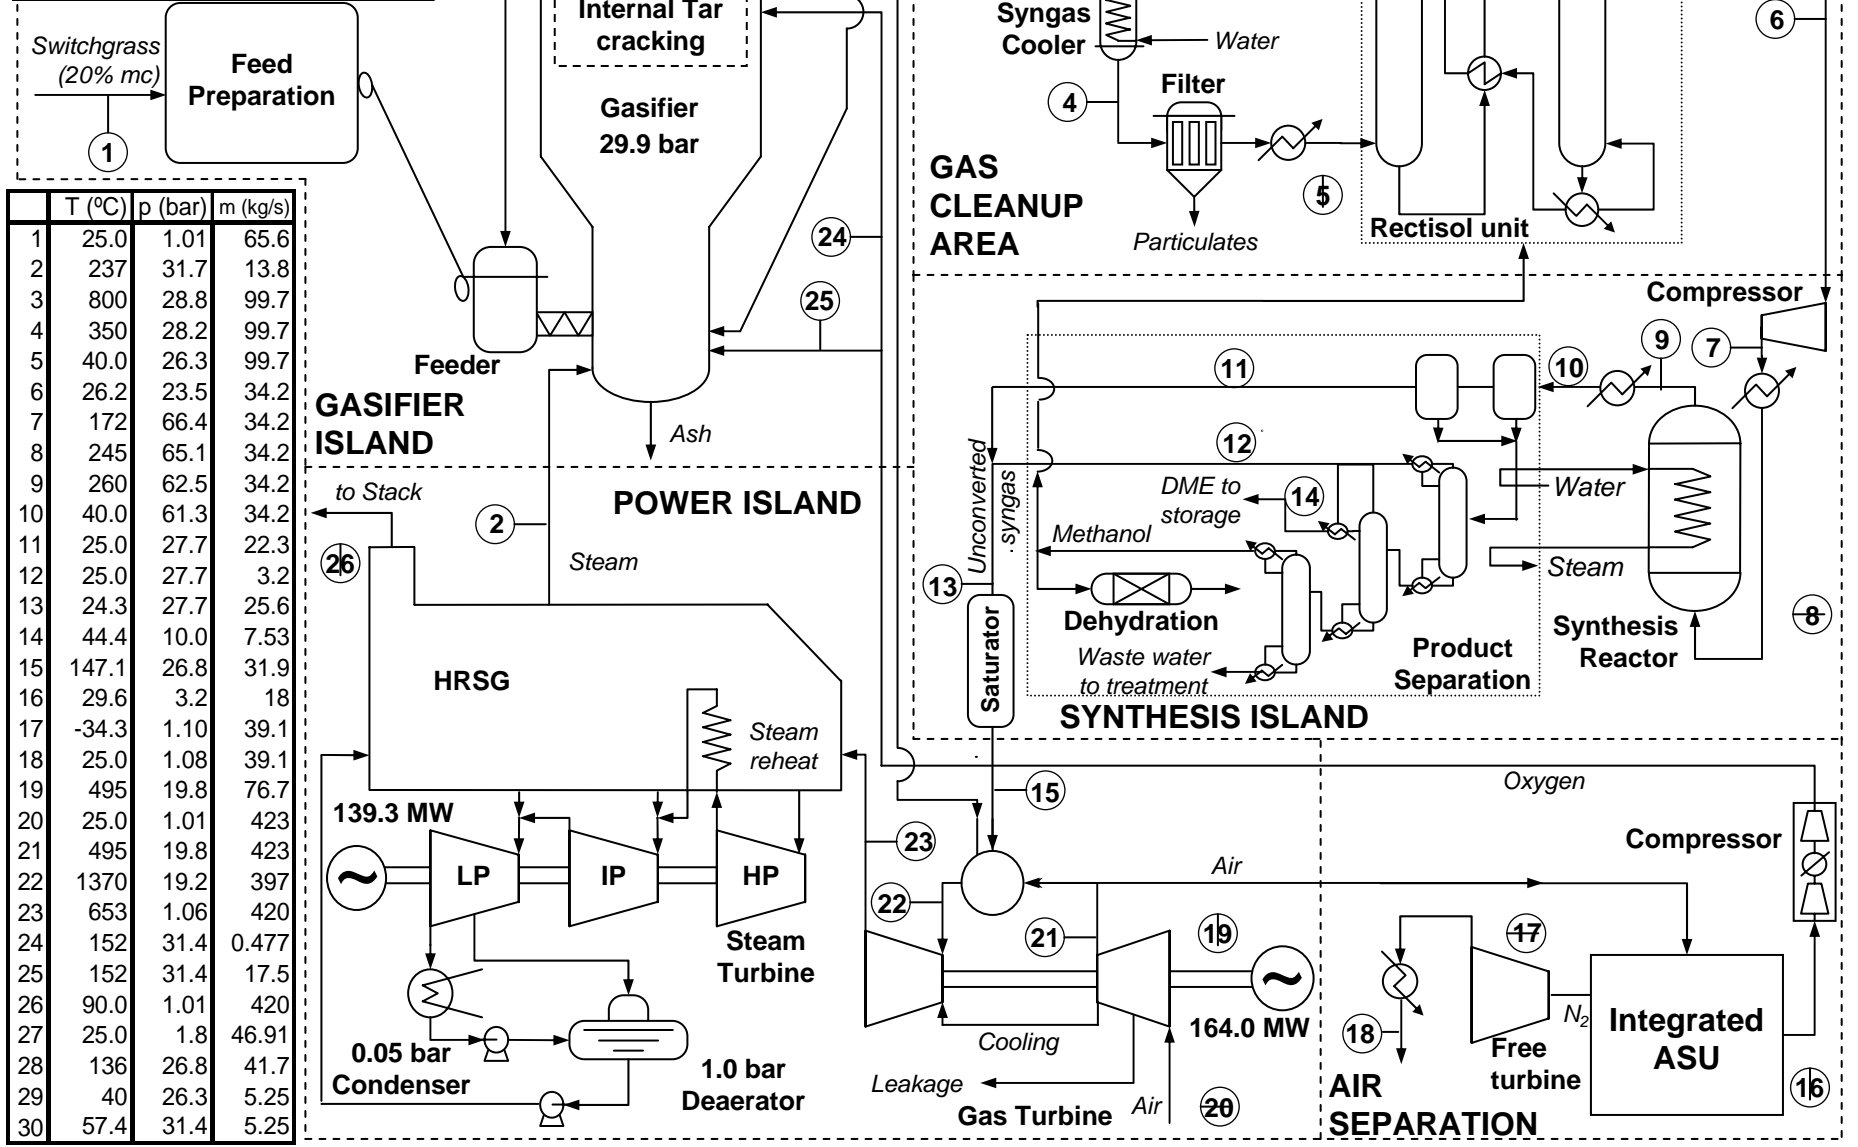 Internal Tar
cracking
Switchgrass
(20% mc)
Feed
Preparation
1
Gasifier
29.9 bar
Feeder
24
25
GASIFIER
ISLAND
Ash
Syngas
Cooler
Water
4
Filter
Particulates
5
Rectisol unit
6
GAS
CLEANUP
AREA
T (ºC) p (bar) m (kg/s)
1 25.0 1.01 65.6
2 237 31.7 13.8
3 800 28.8 99.7
4 350 28.2 99.7
5 40.0 26.3 99.7
6 26.2 23.5 34.2
7 172 66.4 34.2
8 245 65.1 34.2
9 260 62.5 34.2
10 40.0 61.3 34.2
11 25.0 27.7 22.3
12 25.0 27.7 3.2
13 24.3 27.7 25.6
14 44.4 10.0 7.53
15 147.1 26.8 31.9
16 29.6 3.2 18
17 -34.3 1.10 39.1
18 25.0 1.08 39.1
19 495 19.8 76.7
20 25.0 1.01 423
21 495 19.8 423
22 1370 19.2 397
23 653 1.06 420
24 152 31.4 0.477
25 152 31.4 17.5
26 90.0 1.01 420
27 25.0 1.8 46.91
28 136 26.8 41.7
29 40 26.3 5.25
30 57.4 31.4 5.25
Compressor
7
9
10
11
12
Unconverted
syngas
13
DME to
storage
14
Methanol
Dehydration
Waste water
to treatment
Product
Separation
Water
Steam
Synthesis
Reactor
8
Saturator
SYNTHESIS ISLAND
to Stack
26
POWER ISLAND
2
Steam
HRSG
Steam
reheat
139.3 MW
LP
IP
HP
Steam
Turbine
0.05 bar
Condenser
1.0 bar
Deaerator
15
23
22
21
19
Air
164.0 MW
Cooling
Leakage
Gas Turbine
Air
20
Oxygen
Compressor
17
18
N2
Free
turbine
Integrated
ASU
16
AIR
SEPARATION